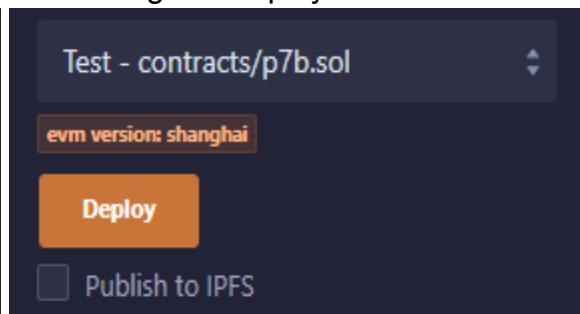 Test - contracts/p7b.sol
evm version: shanghai
Deploy
Publish to IPFS